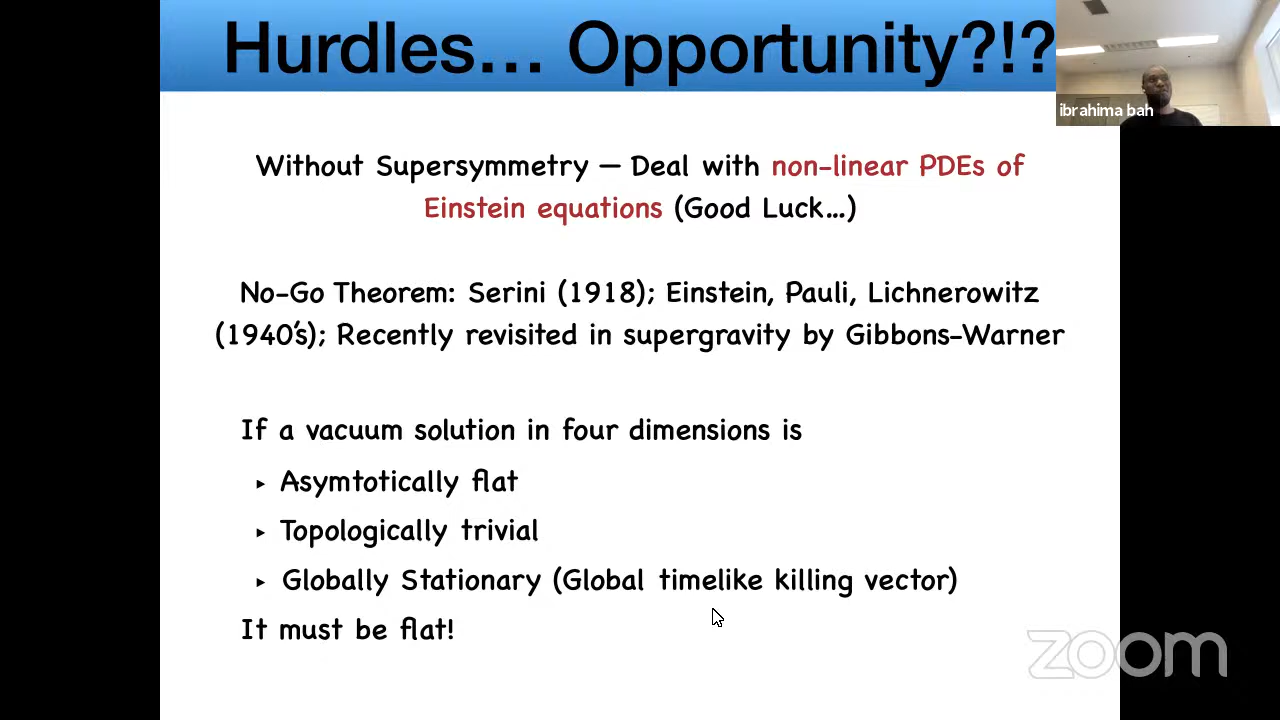 Hurdles... Opportunity?!?
ibrahima bah
Without Supersymmetry – Deal with non-linear PDEs of
Einstein equations (Good Luck...)
No-Go Theorem: Serini (1918); Einstein, Pauli, Lichnerowitz
(1940's); Recently revisited in supergravity by Gibbons-Warner
If a vacuum solution in four dimensions is
▸ Asymtotically flat
▸ Topologically trivial
▸ Globally Stationary (Global timelike killing vector)
It must be flat!
zoom